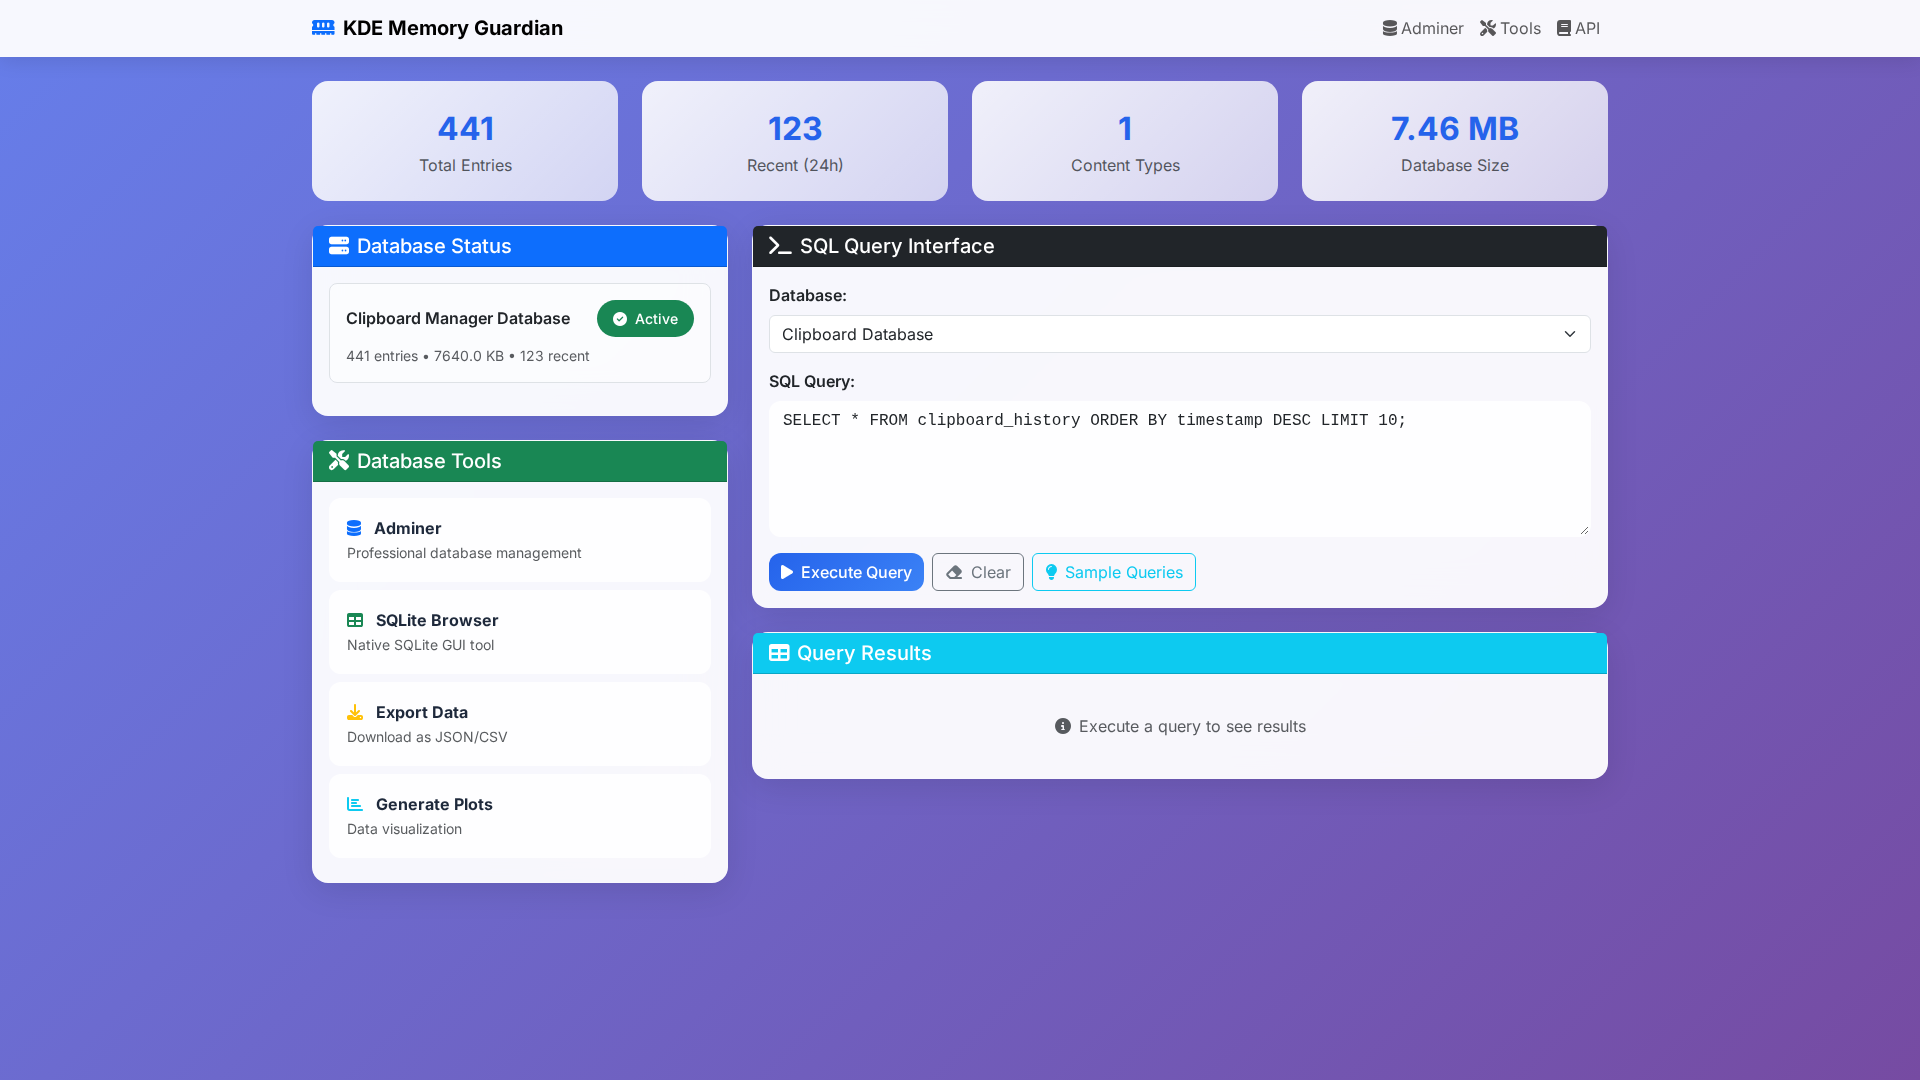 KDE Memory Guardian
Adminer
Tools
API
441
Total Entries
123
Recent (24h)
1
Content Types
7.46 MB
Database Size
Database Status
Clipboard Manager Database
Active
441 entries • 7640.0 KB • 123 recent
Database Tools
Adminer
Professional database management
SQLite Browser
Native SQLite GUI tool
Export Data
Download as JSON/CSV
Generate Plots
Data visualization
SQL Query Interface
Database:
Clipboard Database
SQL Query:
SELECT * FROM clipboard_history ORDER BY timestamp DESC LIMIT 10;
Execute Query
Clear
Sample Queries
Query Results
Execute a query to see results